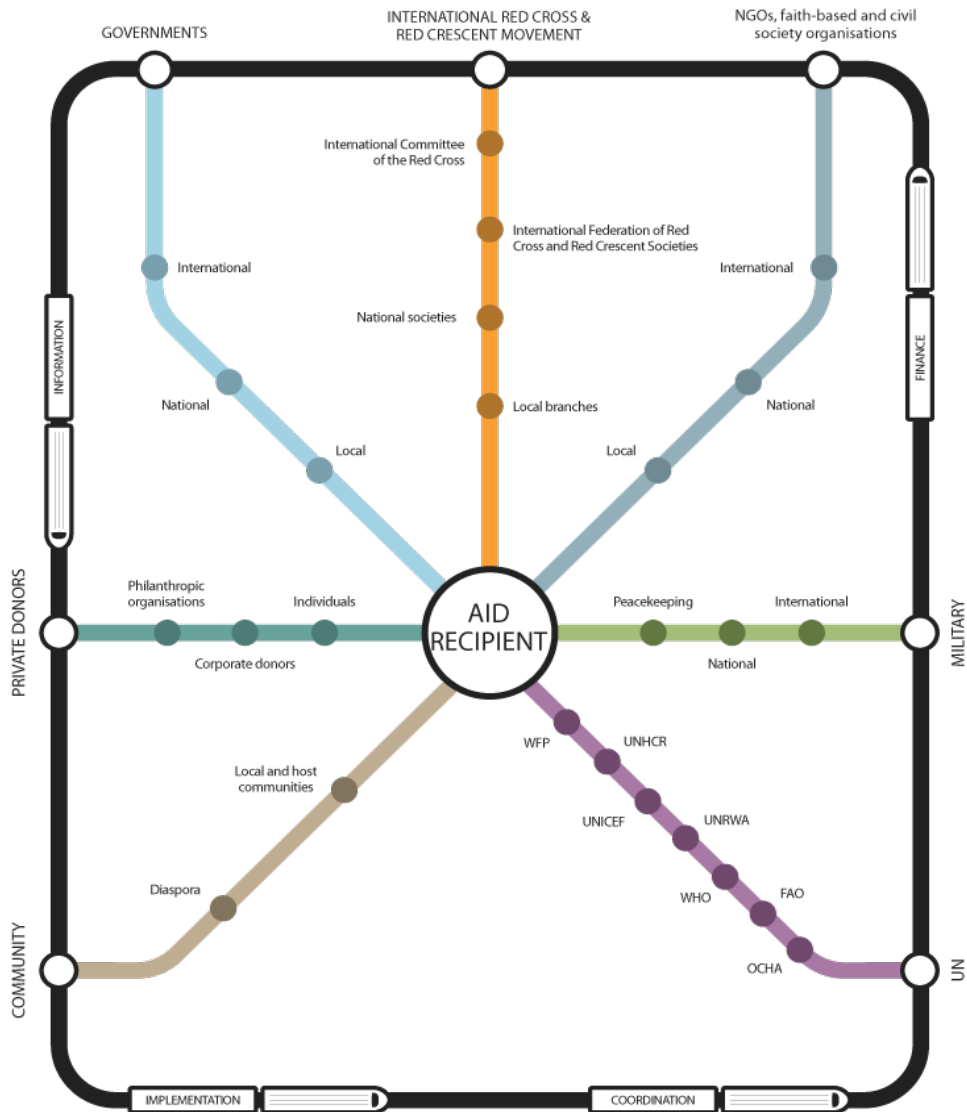 GOVERNMENTS
INTERNATIONAL RED CROSS &
RED CRESCENT MOVEMENT
NGOs, faith-based and civil
society organisations
International Committee
of the Red Cross
International Federation of Red
Cross and Red Crescent Societies
International
International
National societies
INFORMATION
FINANCE
National
Local branches
National
Local
Local
Philanthropic
organisations
Individuals
Corporate donors
PRIVATE DONORS
AID
RECIPIENT
Peacekeeping
International
National
MILITARY
WFP
UNHCR
Local and host
communities
UNICEF
UNRWA
WHO
FAO
Diaspora
OCHA
COMMUNITY
UN
IMPLEMENTATION
COORDINATION